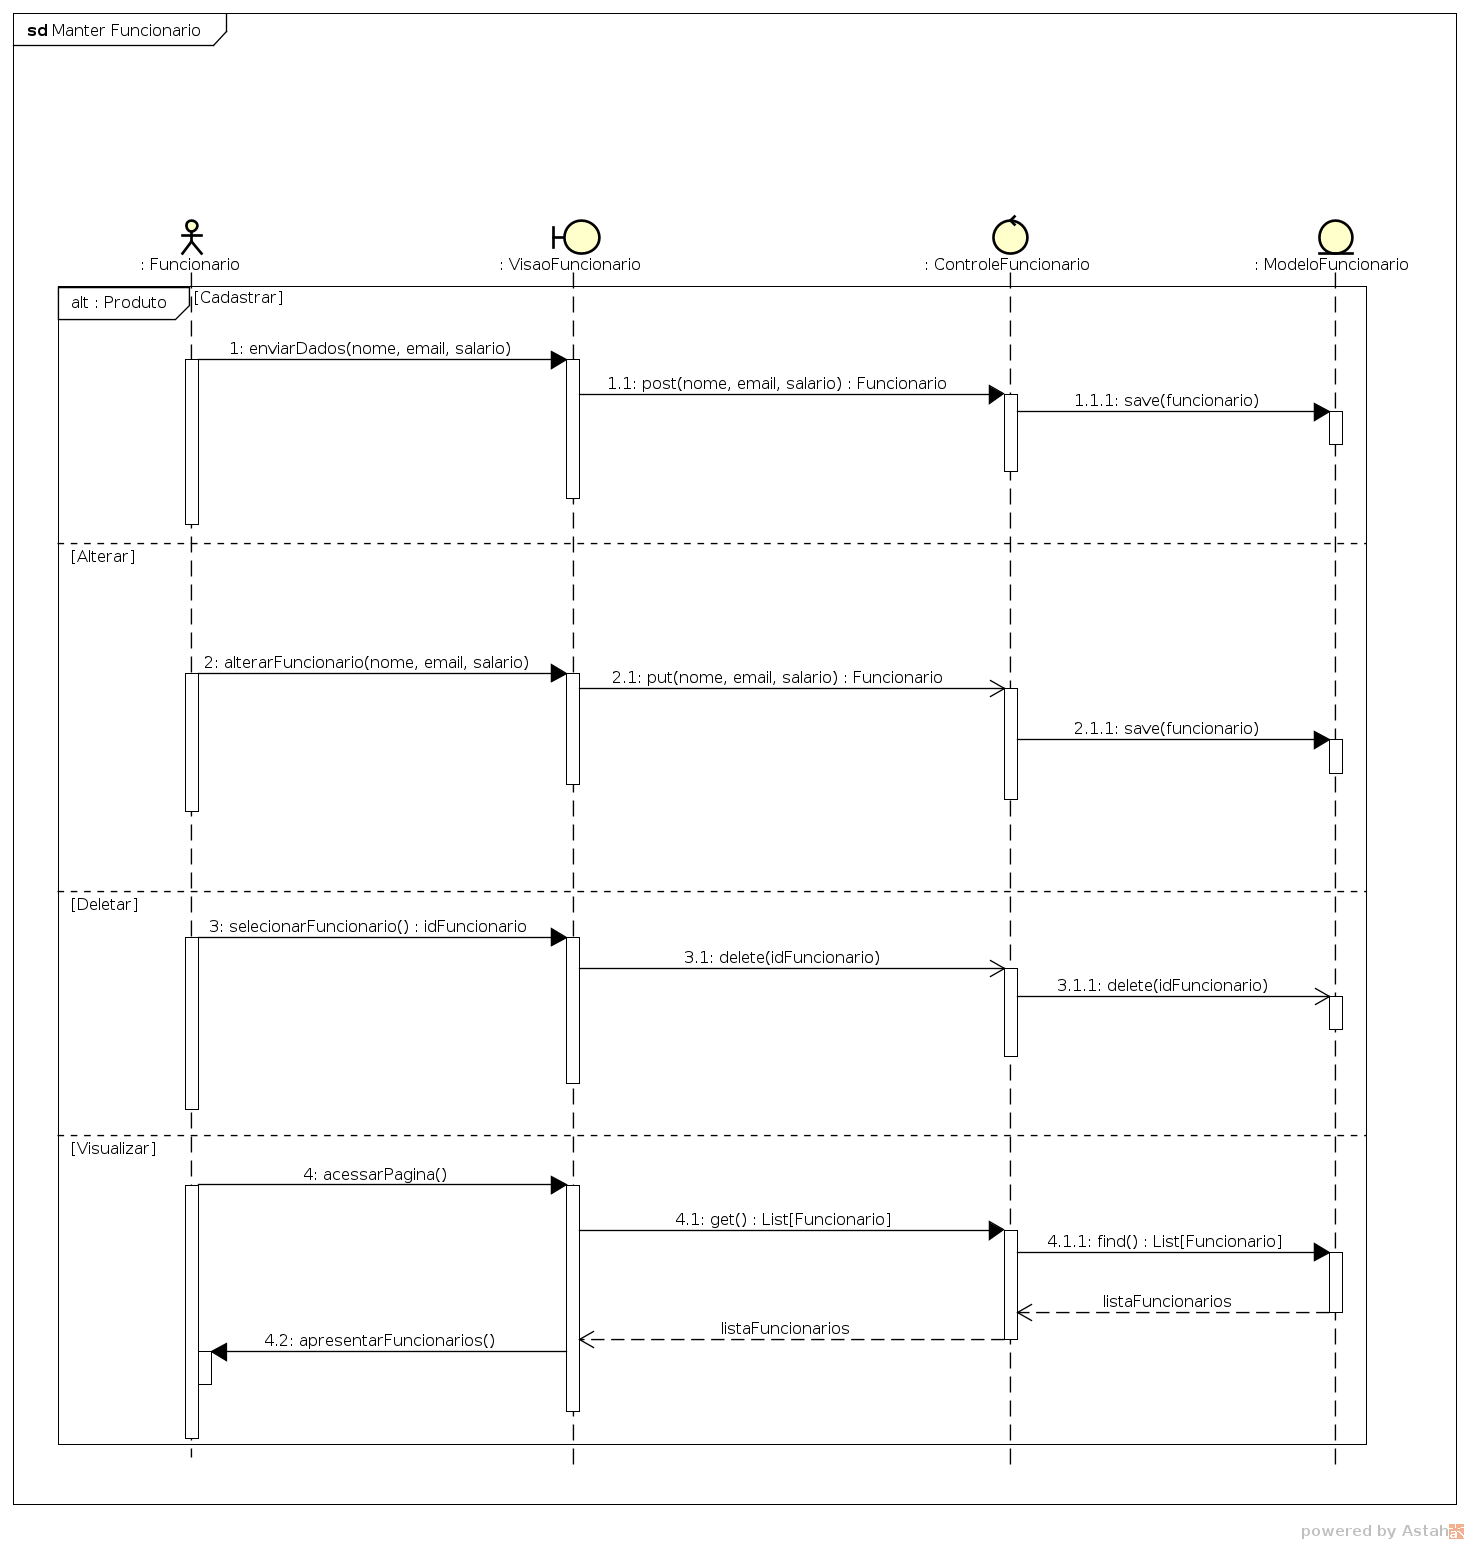 sd Manter Funcionario
: Funcionario
: VisaoFuncionario
: ControleFuncionario
: ModeloFuncionario
alt : Produto
[Cadastrar]
1: enviarDados(nome, email, salario)
1.1: post(nome, email, salario) : Funcionario
1.1.1: save(funcionario)
[Alterar]
2: alterarFuncionario(nome, email, salario)
2.1: put(nome, email, salario) : Funcionario
2.1.1: save(funcionario)
[Deletar]
3: selecionarFuncionario() : idFuncionario
3.1: delete(idFuncionario)
3.1.1: delete(idFuncionario)
[Visualizar]
4: acessarPagina()
4.1: get() : List[Funcionario]
4.1.1: find() : List[Funcionario]
listaFuncionarios
listaFuncionarios
4.2: apresentarFuncionarios()
powered by Astah